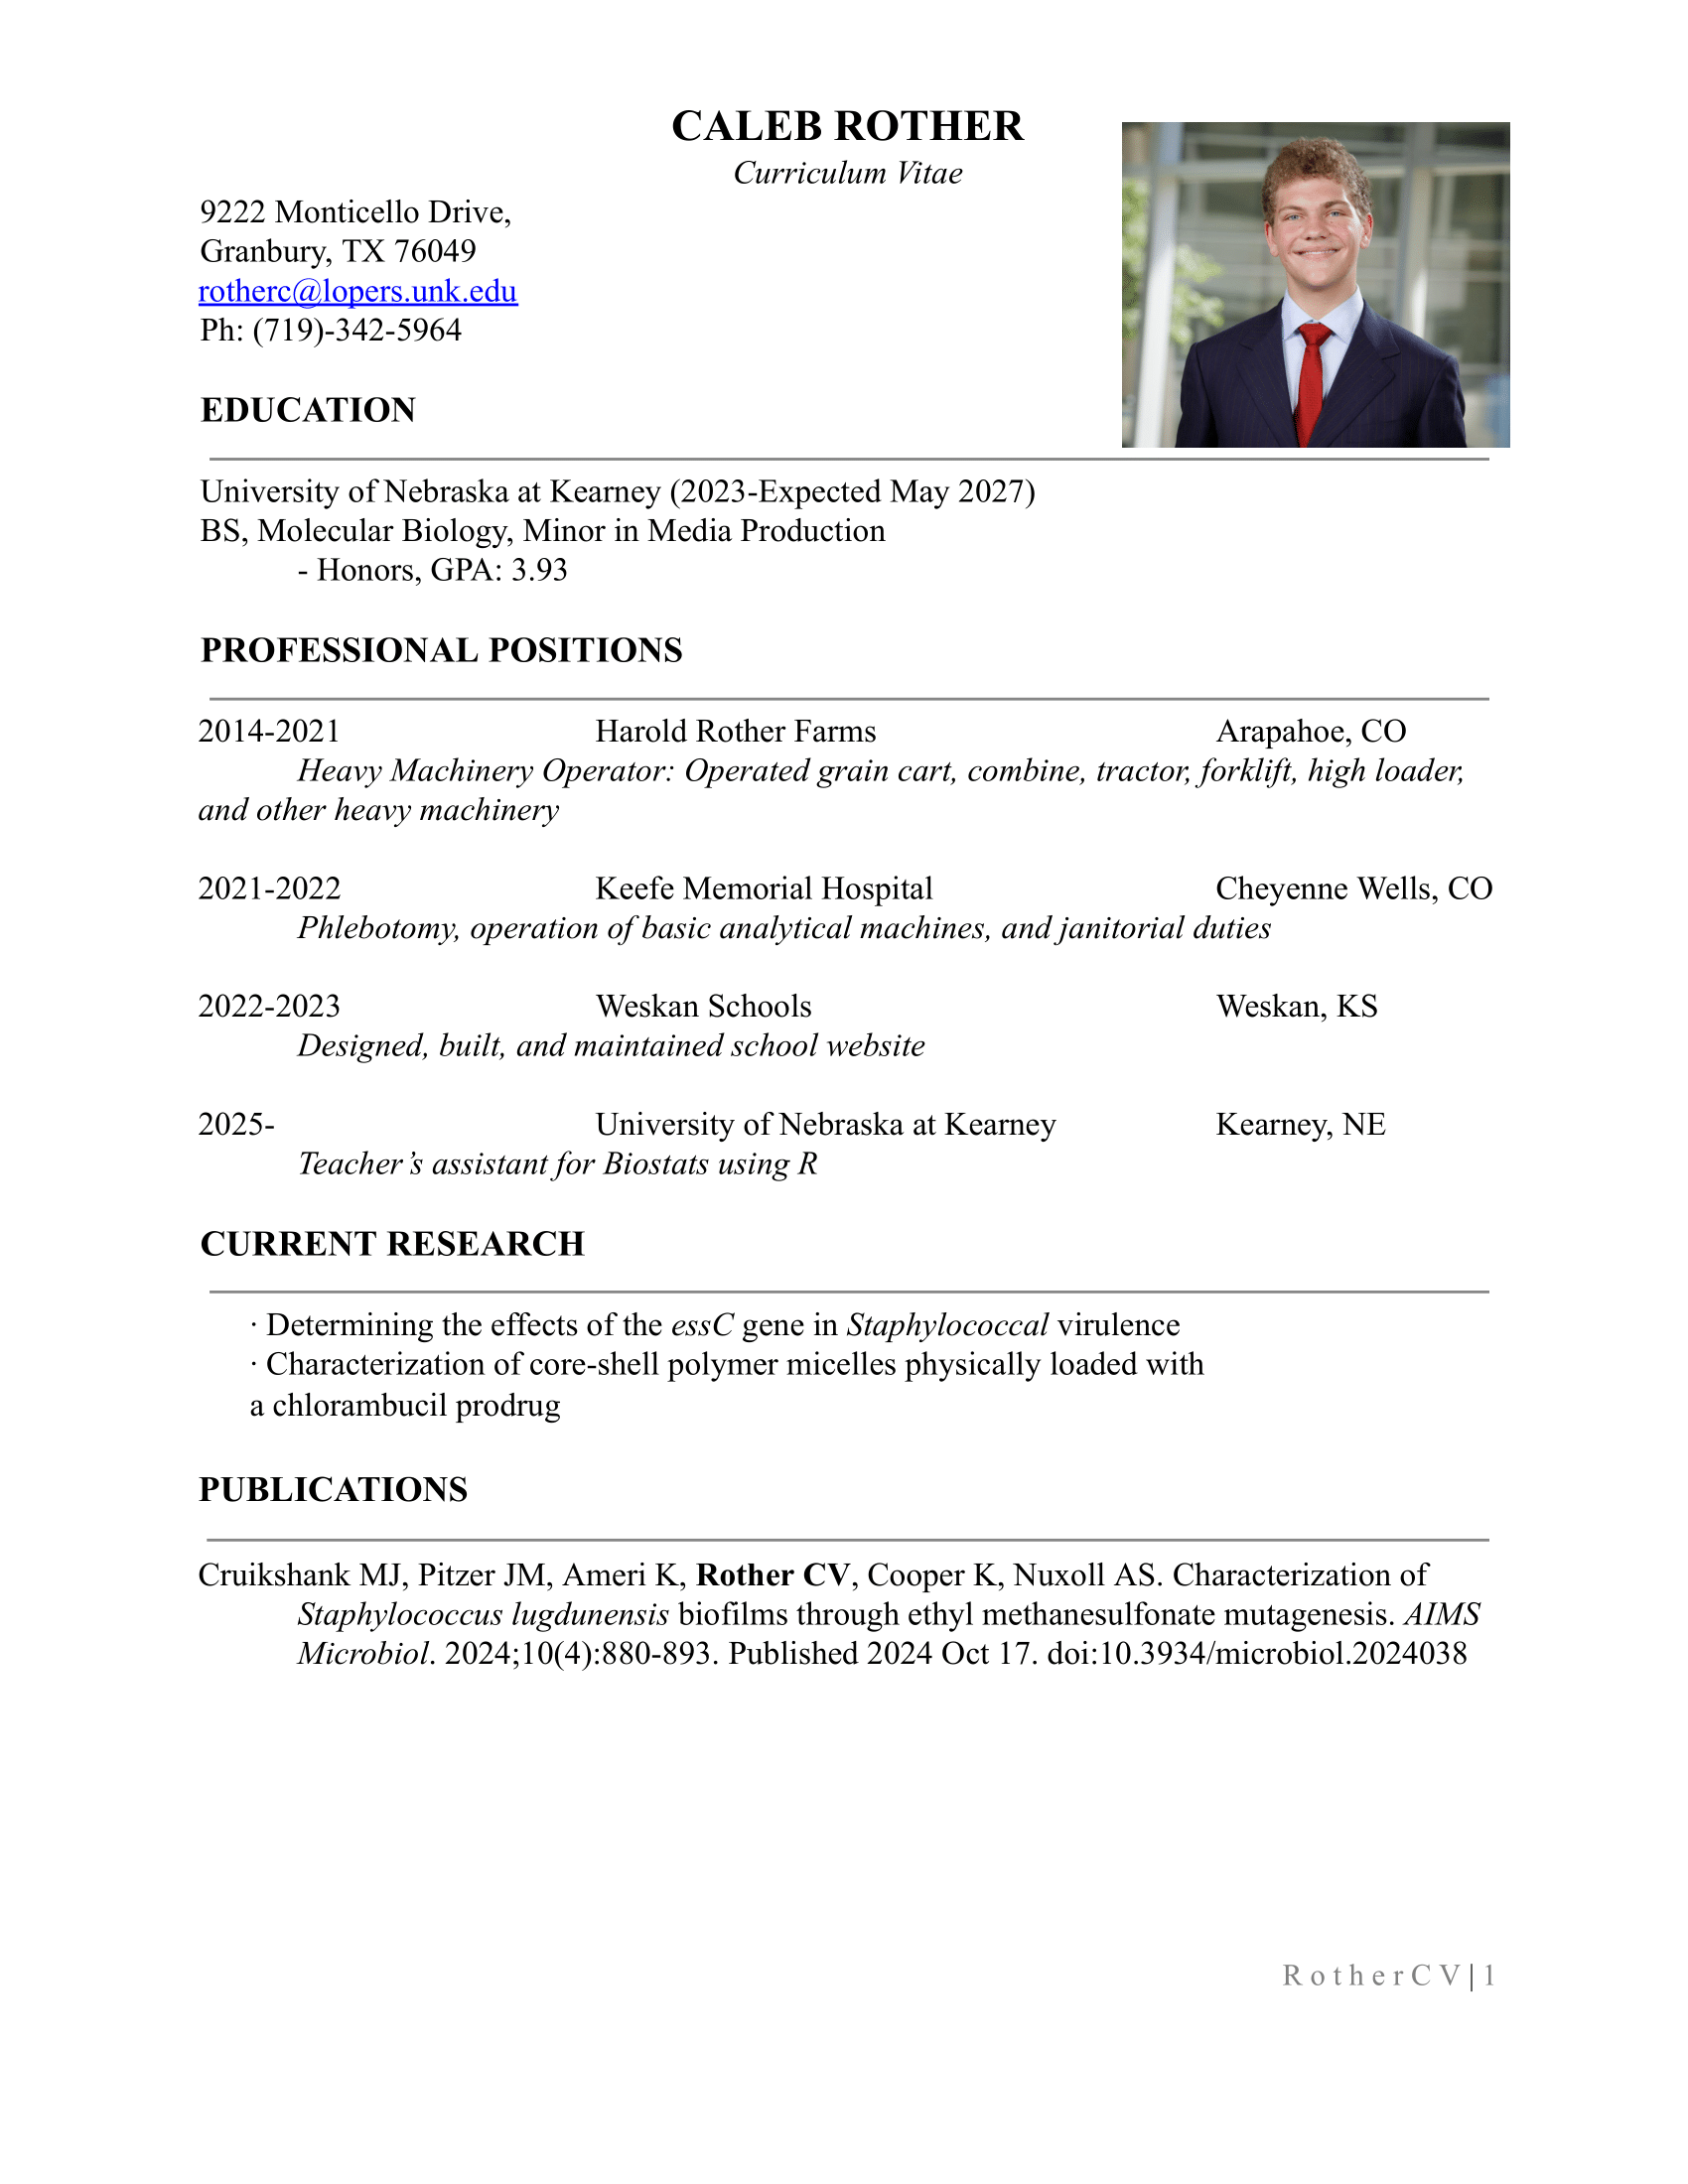 CALEB ROTHER
Curriculum Vitae
9222 Monticello Drive,
Granbury, TX 76049
rotherc@lopers.unk.edu
Ph: (719)-342-5964
EDUCATION
University of Nebraska at Kearney (2023-Expected May 2027)
BS, Molecular Biology, Minor in Media Production
- Honors, GPA: 3.93
PROFESSIONAL POSITIONS
2014-2021 Harold Rother Farms Arapahoe, CO
Heavy Machinery Operator: Operated grain cart, combine, tractor, forklift, high loader,
and other heavy machinery
2021-2022 Keefe Memorial Hospital Cheyenne Wells, CO
Phlebotomy, operation of basic analytical machines, and janitorial duties
2022-2023 Weskan Schools Weskan, KS
Designed, built, and maintained school website
2025- University of Nebraska at Kearney Kearney, NE
Teacher’s assistant for Biostats using R
CURRENT RESEARCH
· Determining the effects of the essC gene in Staphylococcal virulence
· Characterization of core-shell polymer micelles physically loaded with
a chlorambucil prodrug
PUBLICATIONS
Cruikshank MJ, Pitzer JM, Ameri K, Rother CV, Cooper K, Nuxoll AS. Characterization of
Staphylococcus lugdunensis biofilms through ethyl methanesulfonate mutagenesis. AIMS
Microbiol. 2024;10(4):880-893. Published 2024 Oct 17. doi:10.3934/microbiol.2024038
RotherCV|1